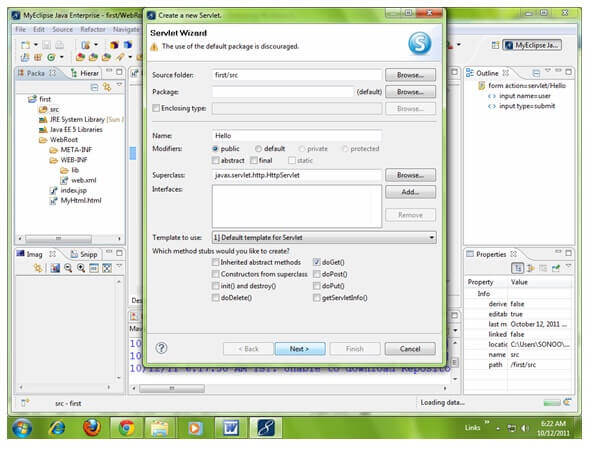 MyEclipse Java Enterprise - first/WebRo
File Edit Source Refactor Navigate
MyEclipse Ja...
Packa
Hierar
first
src
JRE System Library [Sun J
Java EE 5 Libraries
WebRoot
META-INF
WEB-INF
lib
web.xml
index.jsp
MyHtml.html
Imag
Snipp
Create a new Servlet.
Servlet Wizard
The use of the default package is discouraged.
Source folder: first/src Browse...
Package: (default) Browse...
Enclosing type: Browse...
Name: Hello
Modifiers: public default private protected
abstract final static
Superclass: javax.servlet.http.HttpServlet Browse...
Interfaces: Add...
Remove
Template to use: 1] Default template for Servlet
Which method stubs would you like to create?
Inherited abstract methods doGet()
Constructors from superclass doPost()
init() and destroy() doPut()
doDelete() getServletInfo()
< Back Next > Finish Cancel
Outline
form action=servlet/Hello
input name=user
input type=submit
Properties
Property Value
Info
derive false
editab true
last m October 12, 2011 ...
linked false
locatic C:\Users\SONOO\...
name src
path /first/src
Des
Mav
10
10
src - first
Loading data...
Links
6:22 AM
10/12/2011